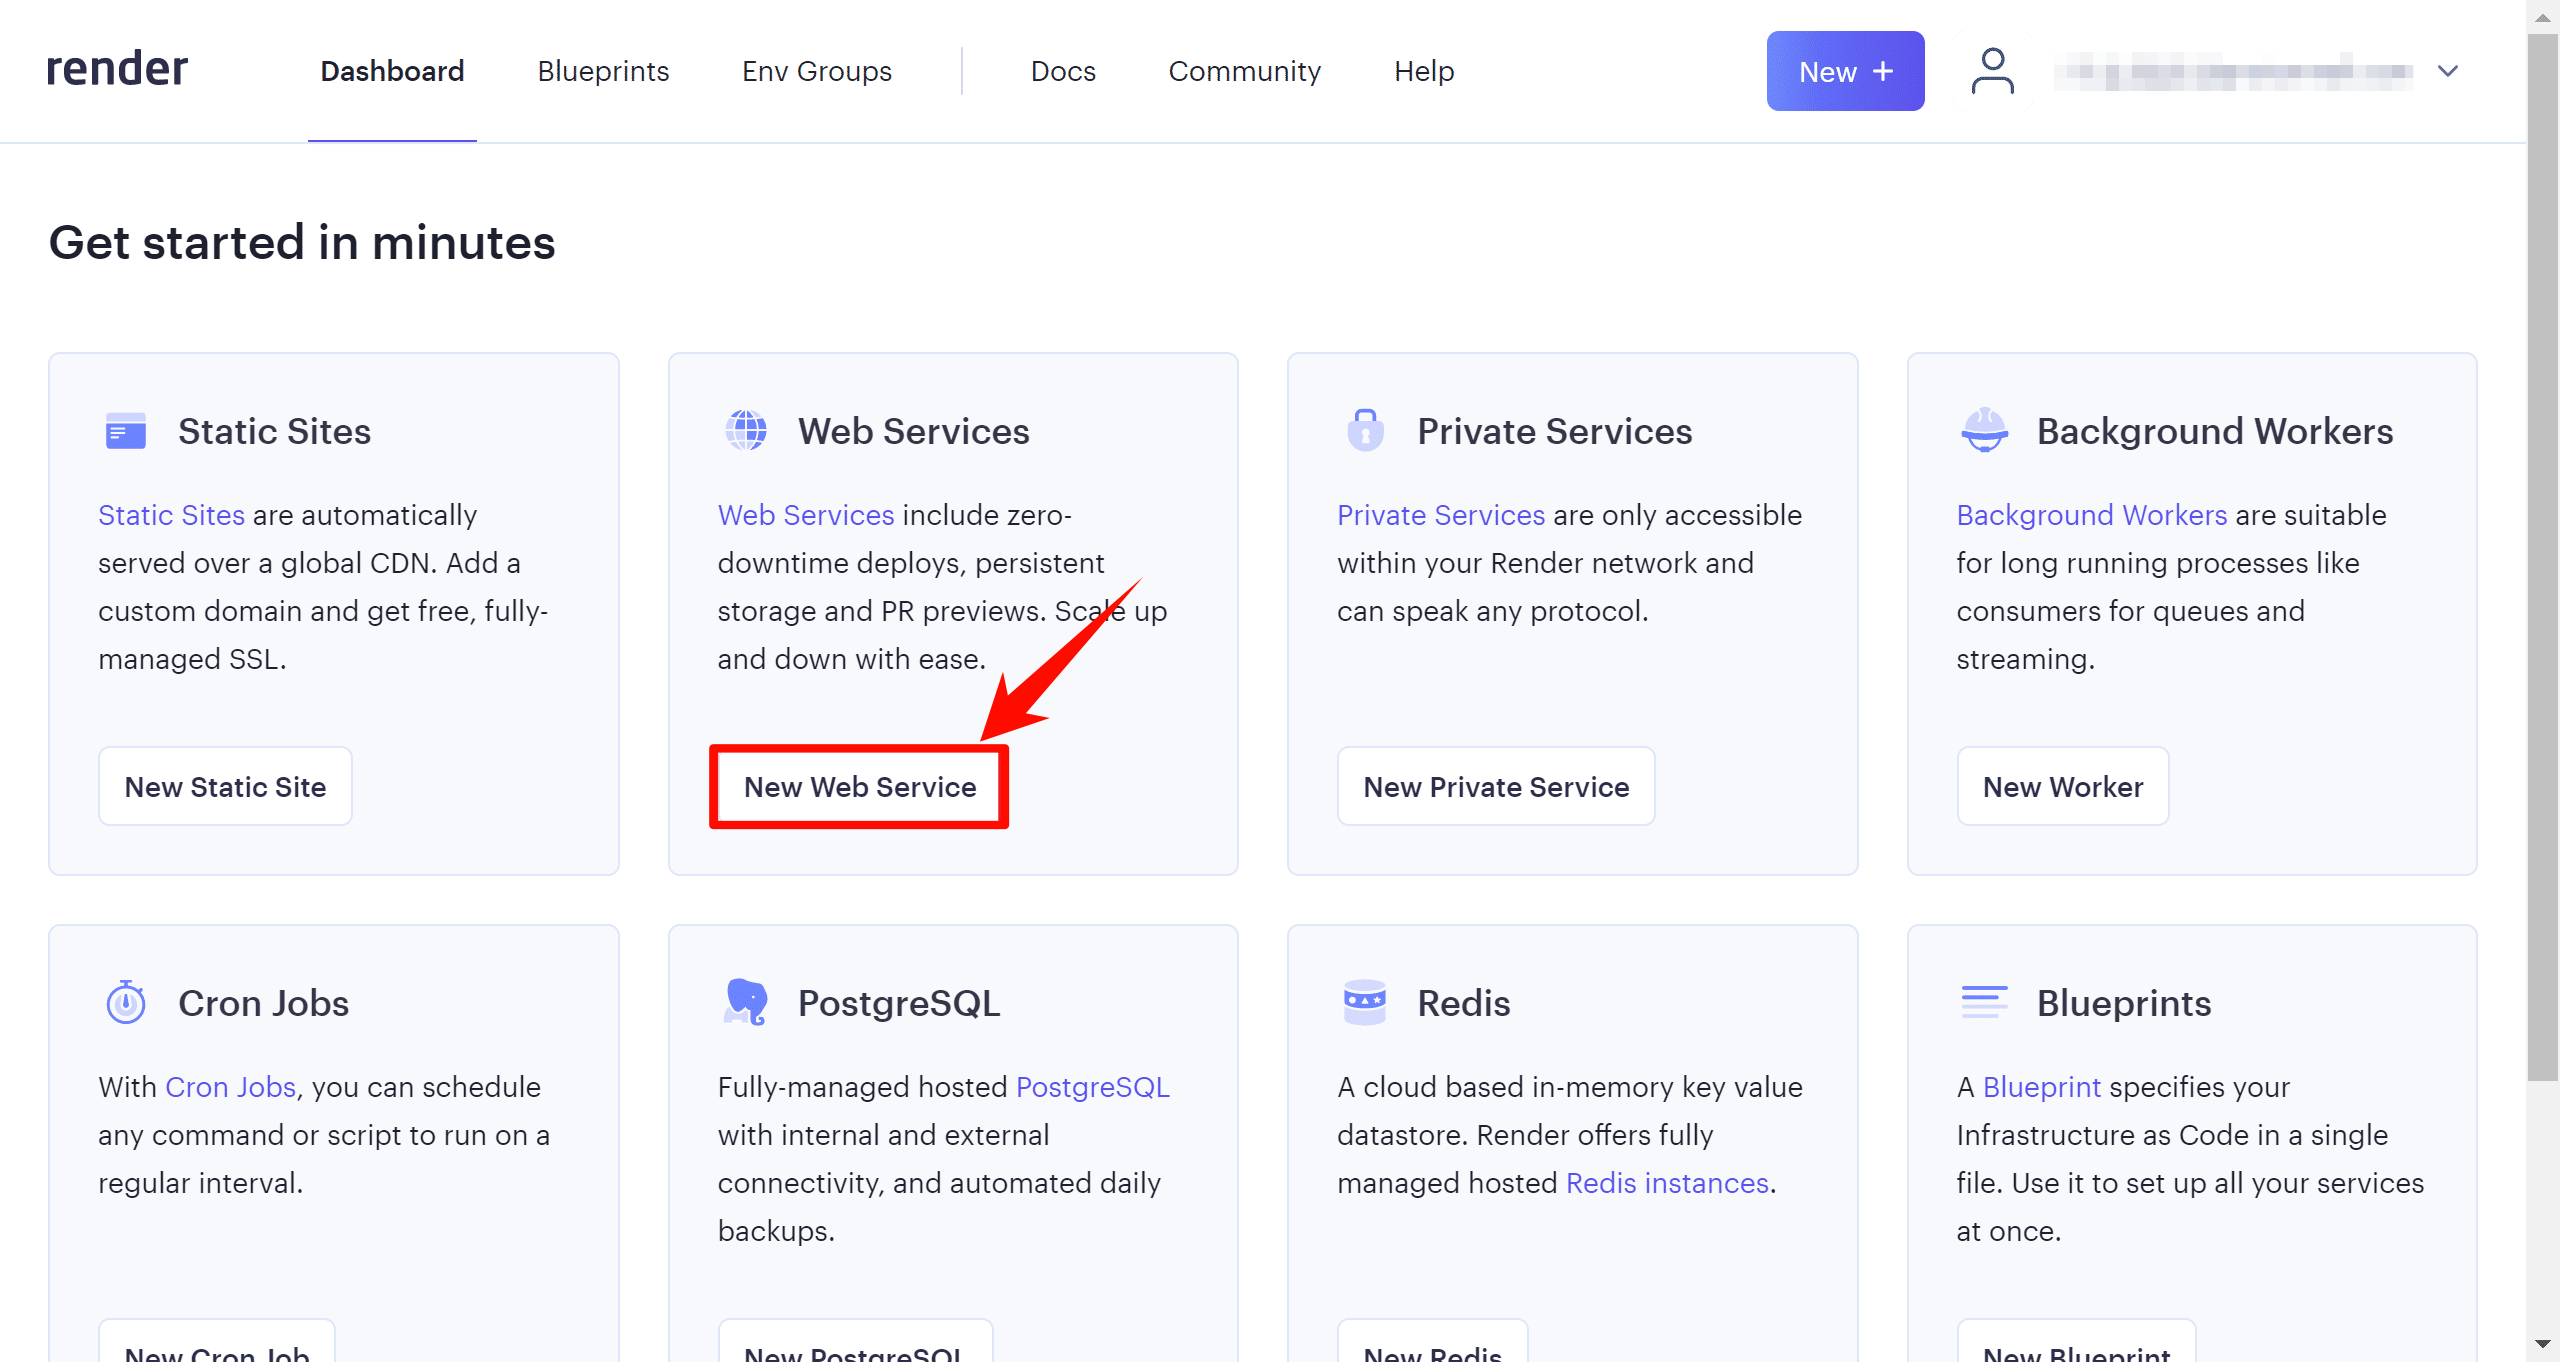 render
Dashboard
Blueprints
Env Groups
Docs
Community
Help
New +
Get started in minutes
Static Sites
Static Sites are automatically
served over a global CDN. Add a
custom domain and get free, fully-
managed SSL.
New Static Site
Web Services
Web Services include zero-
downtime deploys, persistent
storage and PR previews. Scale up
and down with ease.
New Web Service
Private Services
Private Services are only accessible
within your Render network and
can speak any protocol.
New Private Service
Background Workers
Background Workers are suitable
for long running processes like
consumers for queues and
streaming.
New Worker
Cron Jobs
With Cron Jobs, you can schedule
any command or script to run on a
regular interval.
New Cron Job
PostgreSQL
Fully-managed hosted PostgreSQL
with internal and external
connectivity, and automated daily
backups.
New PostgreSQL
Redis
A cloud based in-memory key value
datastore. Render offers fully
managed hosted Redis instances.
New Redis
Blueprints
A Blueprint specifies your
Infrastructure as Code in a single
file. Use it to set up all your services
at once.
New Blueprint